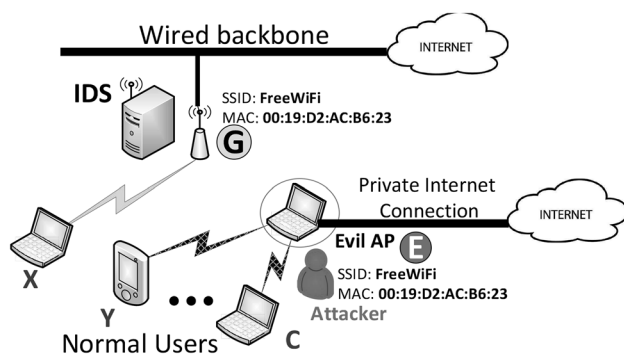 Wired backbone
INTERNET
IDS
SSID: FreeWiFi
MAC: 00:19:D2:AC:B6:23
G
Private Internet
Connection
INTERNET
Evil AP
E
SSID: FreeWiFi
MAC: 00:19:D2:AC:B6:23
Attacker
X
Y
C
Normal Users